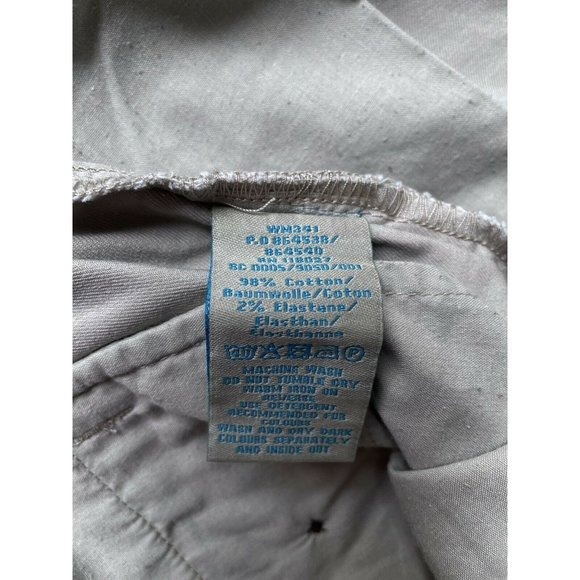 WM341
P.O 864538/
864540
RN 118027
SC 0005/9050/001
98% Cotton/
Baumwolle/Coton
2% Elastane/
Elasthan/
Elasthanne
MACHINE WASH
DO NOT TUMBLE DRY
WARM IRON ON
REVERSE
USE DETERGENT
RECOMMENDED FOR
COLOURS
WASH AND DRY DARK
COLOURS SEPARATELY
AND INSIDE OUT